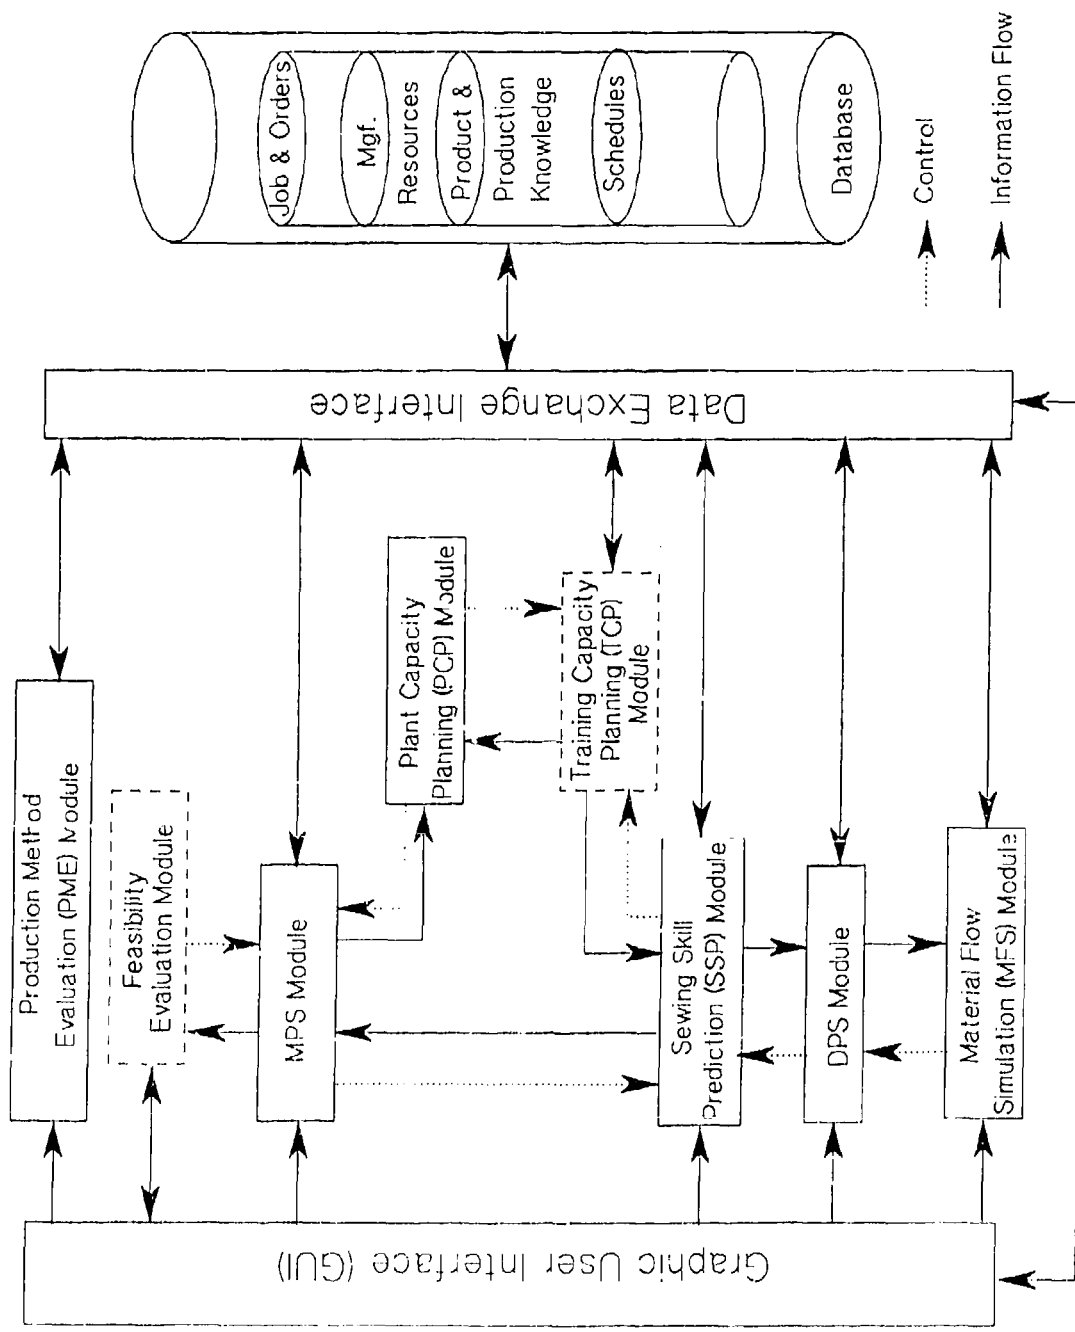 Graphic User Interface (GUI)
Production Method
Evaluation (PME) Module
Feasibility
Evaluation Module
MPS Module
Plant Capacity
Planning (PCP) Module
Training Capacity
Planning (TCP)
Module
Sewing Skill
Prediction (SSP) Module
DPS Module
Material Flow
Simulation (MFS) Module
Data Exchange Interface
Job & Orders
Mgf.
Resources
Product &
Production
Knowledge
Schedules
Database
Control
Information Flow